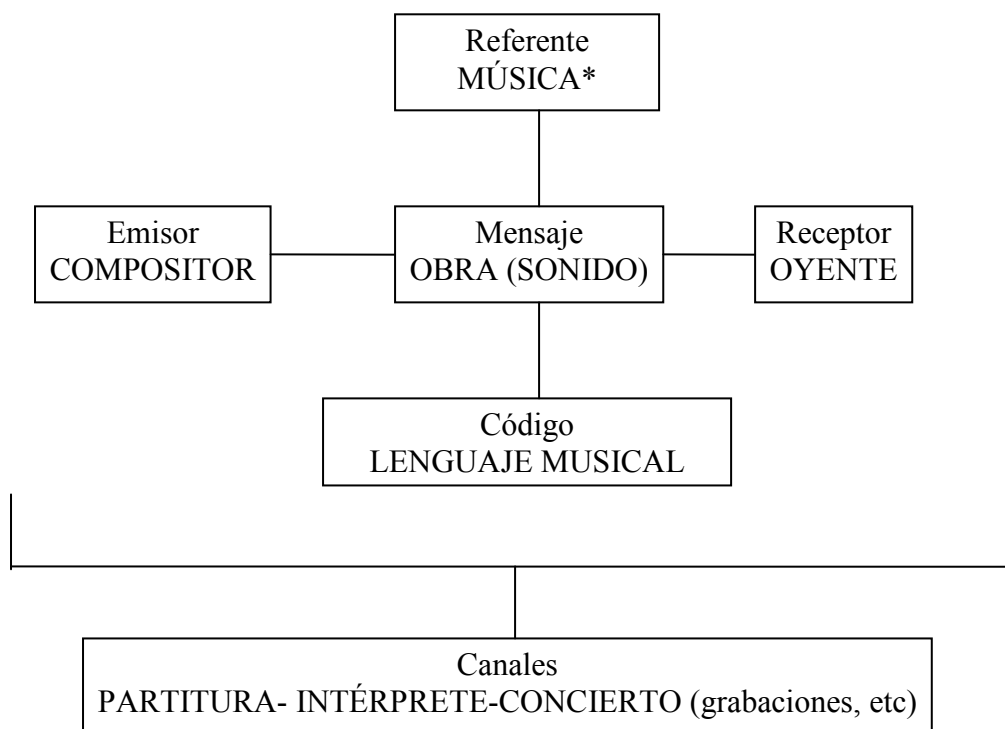 Referente
MÚSICA*
Emisor
COMPOSITOR
Mensaje
OBRA (SONIDO)
Receptor
OYENTE
Código
LENGUAJE MUSICAL
Canales
PARTITURA- INTÉRPRETE-CONCIERTO (grabaciones, etc)